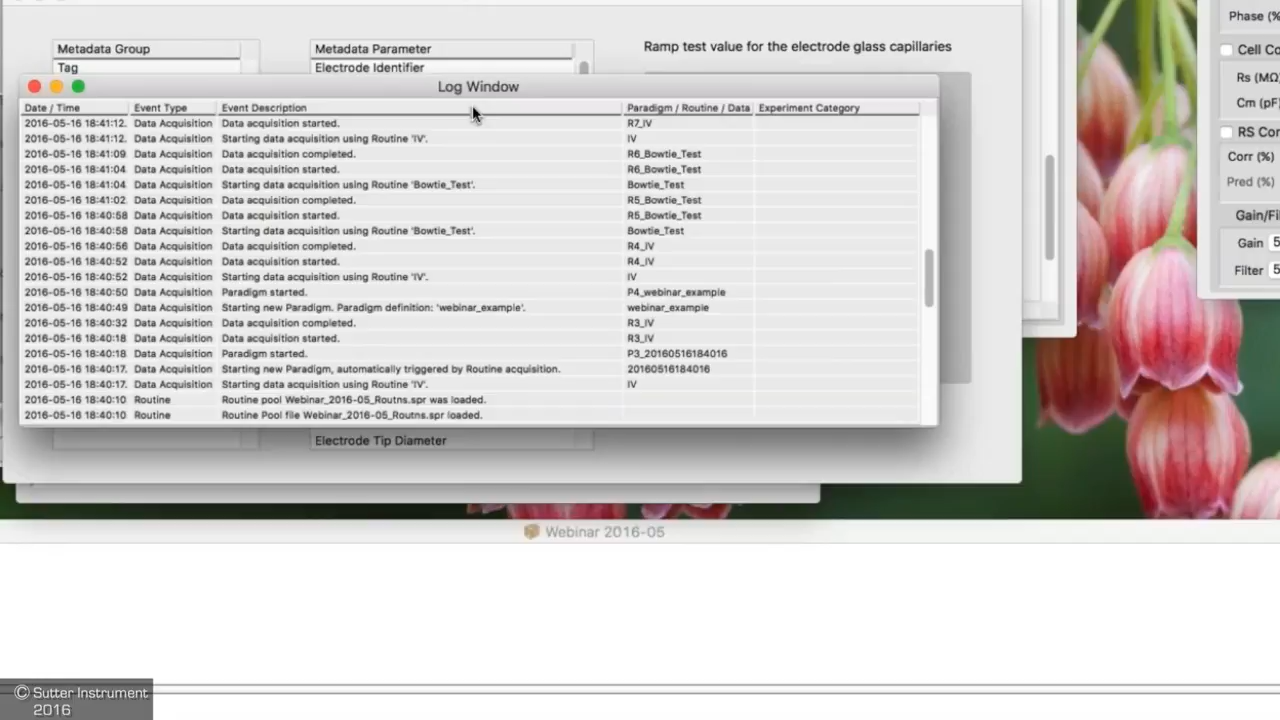 Metadata Group
Metadata Parameter
Ramp test value for the electrode glass capillaries
Tag
Electrode Identifier
Phase (%
Cell Co
Rs (MΩ
Cm (pF
RS Cor
Corr (%)
Pred (%)
Gain/Fil
Gain 5
Filter 5
Log Window
Date / Time Event Type Event Description Paradigm / Routine / Data Experiment Category
2016-05-16 18:41:12. Data Acquisition Data acquisition started. R7_IV
2016-05-16 18:41:12. Data Acquisition Starting data acquisition using Routine 'IV'. IV
2016-05-16 18:41:09 Data Acquisition Data acquisition completed. R6_Bowtie_Test
2016-05-16 18:41:04 Data Acquisition Data acquisition started. R6_Bowtie_Test
2016-05-16 18:41:04 Data Acquisition Starting data acquisition using Routine 'Bowtie_Test'. Bowtie_Test
2016-05-16 18:41:02 Data Acquisition Data acquisition completed. R5_Bowtie_Test
2016-05-16 18:40:58 Data Acquisition Data acquisition started. R5_Bowtie_Test
2016-05-16 18:40:58 Data Acquisition Starting data acquisition using Routine 'Bowtie_Test'. Bowtie_Test
2016-05-16 18:40:56 Data Acquisition Data acquisition completed. R4_IV
2016-05-16 18:40:52 Data Acquisition Data acquisition started. R4_IV
2016-05-16 18:40:52 Data Acquisition Starting data acquisition using Routine 'IV'. IV
2016-05-16 18:40:50 Data Acquisition Paradigm started. P4_webinar_example
2016-05-16 18:40:49 Data Acquisition Starting new Paradigm. Paradigm definition: 'webinar_example'. webinar_example
2016-05-16 18:40:32 Data Acquisition Data acquisition completed. R3_IV
2016-05-16 18:40:18 Data Acquisition Data acquisition started. R3_IV
2016-05-16 18:40:18 Data Acquisition Paradigm started. P3_20160516184016
2016-05-16 18:40:17. Data Acquisition Starting new Paradigm, automatically triggered by Routine acquisition. 20160516184016
2016-05-16 18:40:17. Data Acquisition Starting data acquisition using Routine 'IV'. IV
2016-05-16 18:40:10 Routine Routine pool Webinar_2016-05_Routns.spr was loaded.
2016-05-16 18:40:10 Routine Routine Pool file Webinar_2016-05_Routns.spr loaded.
Electrode Tip Diameter
Webinar 2016-05
© Sutter Instrument
2016